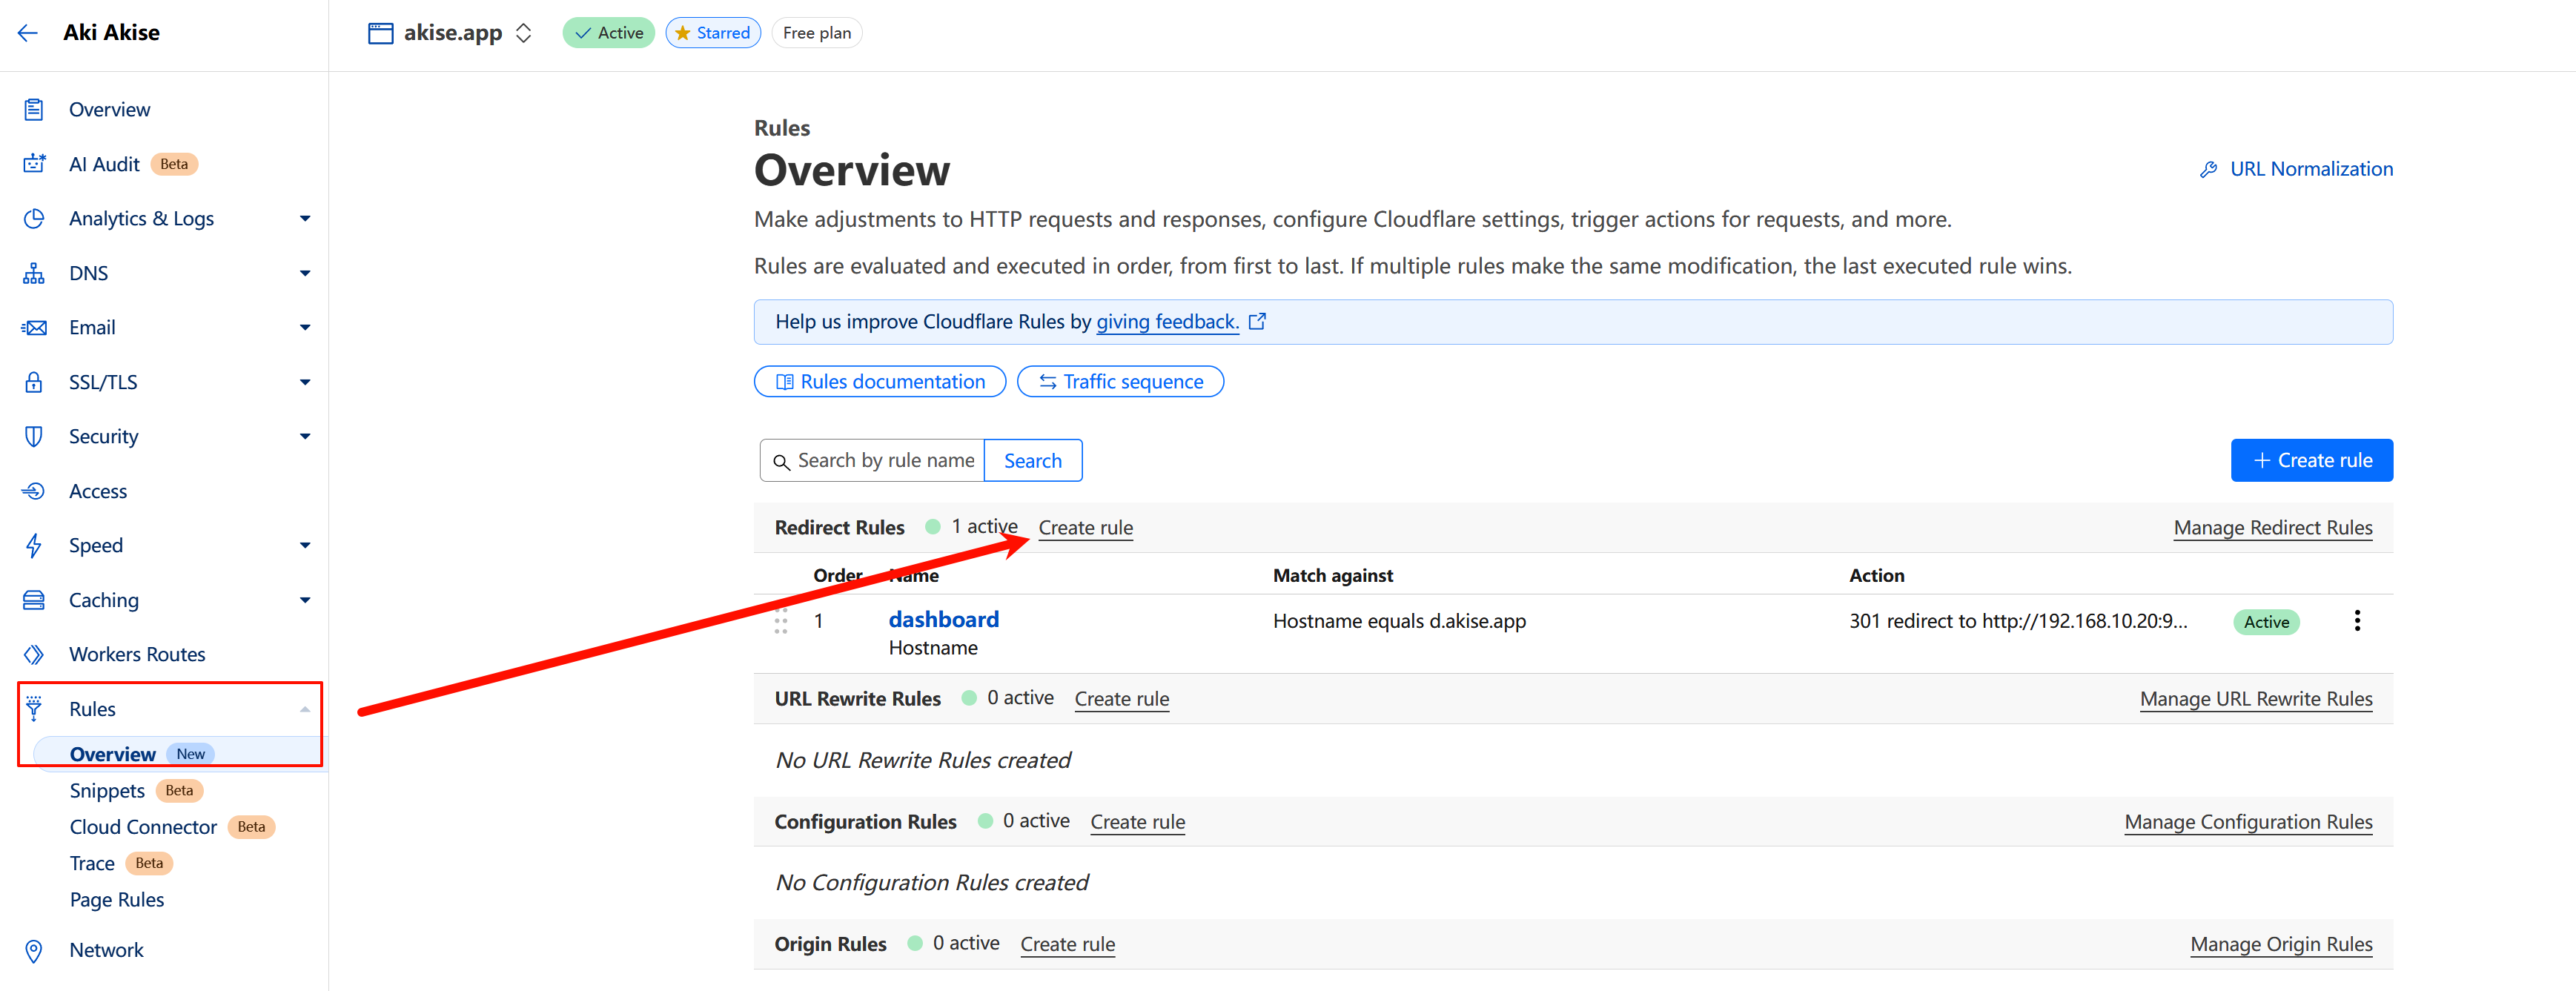 Aki Akise
akise.app
Active
Starred
Free plan
Overview
AI Audit Beta
Analytics & Logs
DNS
Email
SSL/TLS
Security
Access
Speed
Caching
Workers Routes
Rules
Overview New
Snippets Beta
Cloud Connector Beta
Trace Beta
Page Rules
Network
Rules
Overview
URL Normalization
Make adjustments to HTTP requests and responses, configure Cloudflare settings, trigger actions for requests, and more.
Rules are evaluated and executed in order, from first to last. If multiple rules make the same modification, the last executed rule wins.
Help us improve Cloudflare Rules by giving feedback.
Rules documentation
Traffic sequence
Search by rule name
Search
+ Create rule
Redirect Rules 1 active Create rule Manage Redirect Rules
Order Name Match against Action
1 dashboard Hostname equals d.akise.app 301 redirect to http://192.168.10.20:9... Active
Hostname
URL Rewrite Rules 0 active Create rule Manage URL Rewrite Rules
No URL Rewrite Rules created
Configuration Rules 0 active Create rule Manage Configuration Rules
No Configuration Rules created
Origin Rules 0 active Create rule Manage Origin Rules